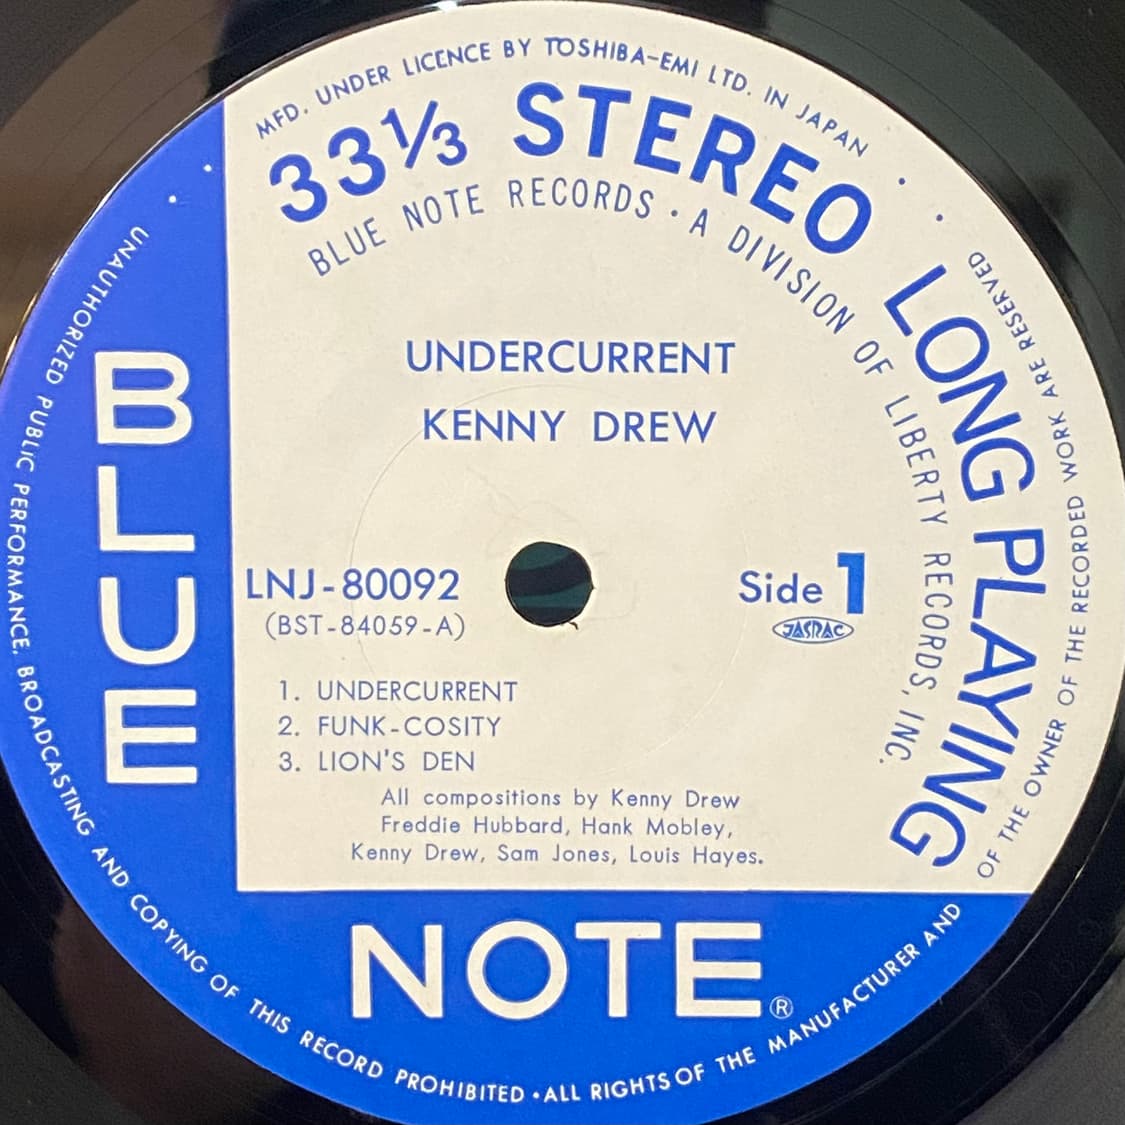 MFD. UNDER LICENCE BY TOSHIBA-EMI LTD. IN JAPAN
33⅓ STEREO LONG PLAYING
BLUE NOTE RECORDS · A DIVISION OF LIBERTY RECORDS, INC.
UNDERCURRENT
KENNY DREW
LNJ-80092
(BST-84059-A)
Side 1
JASRAC
1. UNDERCURRENT
2. FUNK-COSITY
3. LION'S DEN
All compositions by Kenny Drew
Freddie Hubbard, Hank Mobley,
Kenny Drew, Sam Jones, Louis Hayes.
BLUE
NOTE®
UNAUTHORIZED PUBLIC PERFORMANCE, BROADCASTING AND COPYING OF THIS RECORD PROHIBITED · ALL RIGHTS OF THE MANUFACTURER AND OF THE OWNER OF THE RECORDED WORK ARE RESERVED